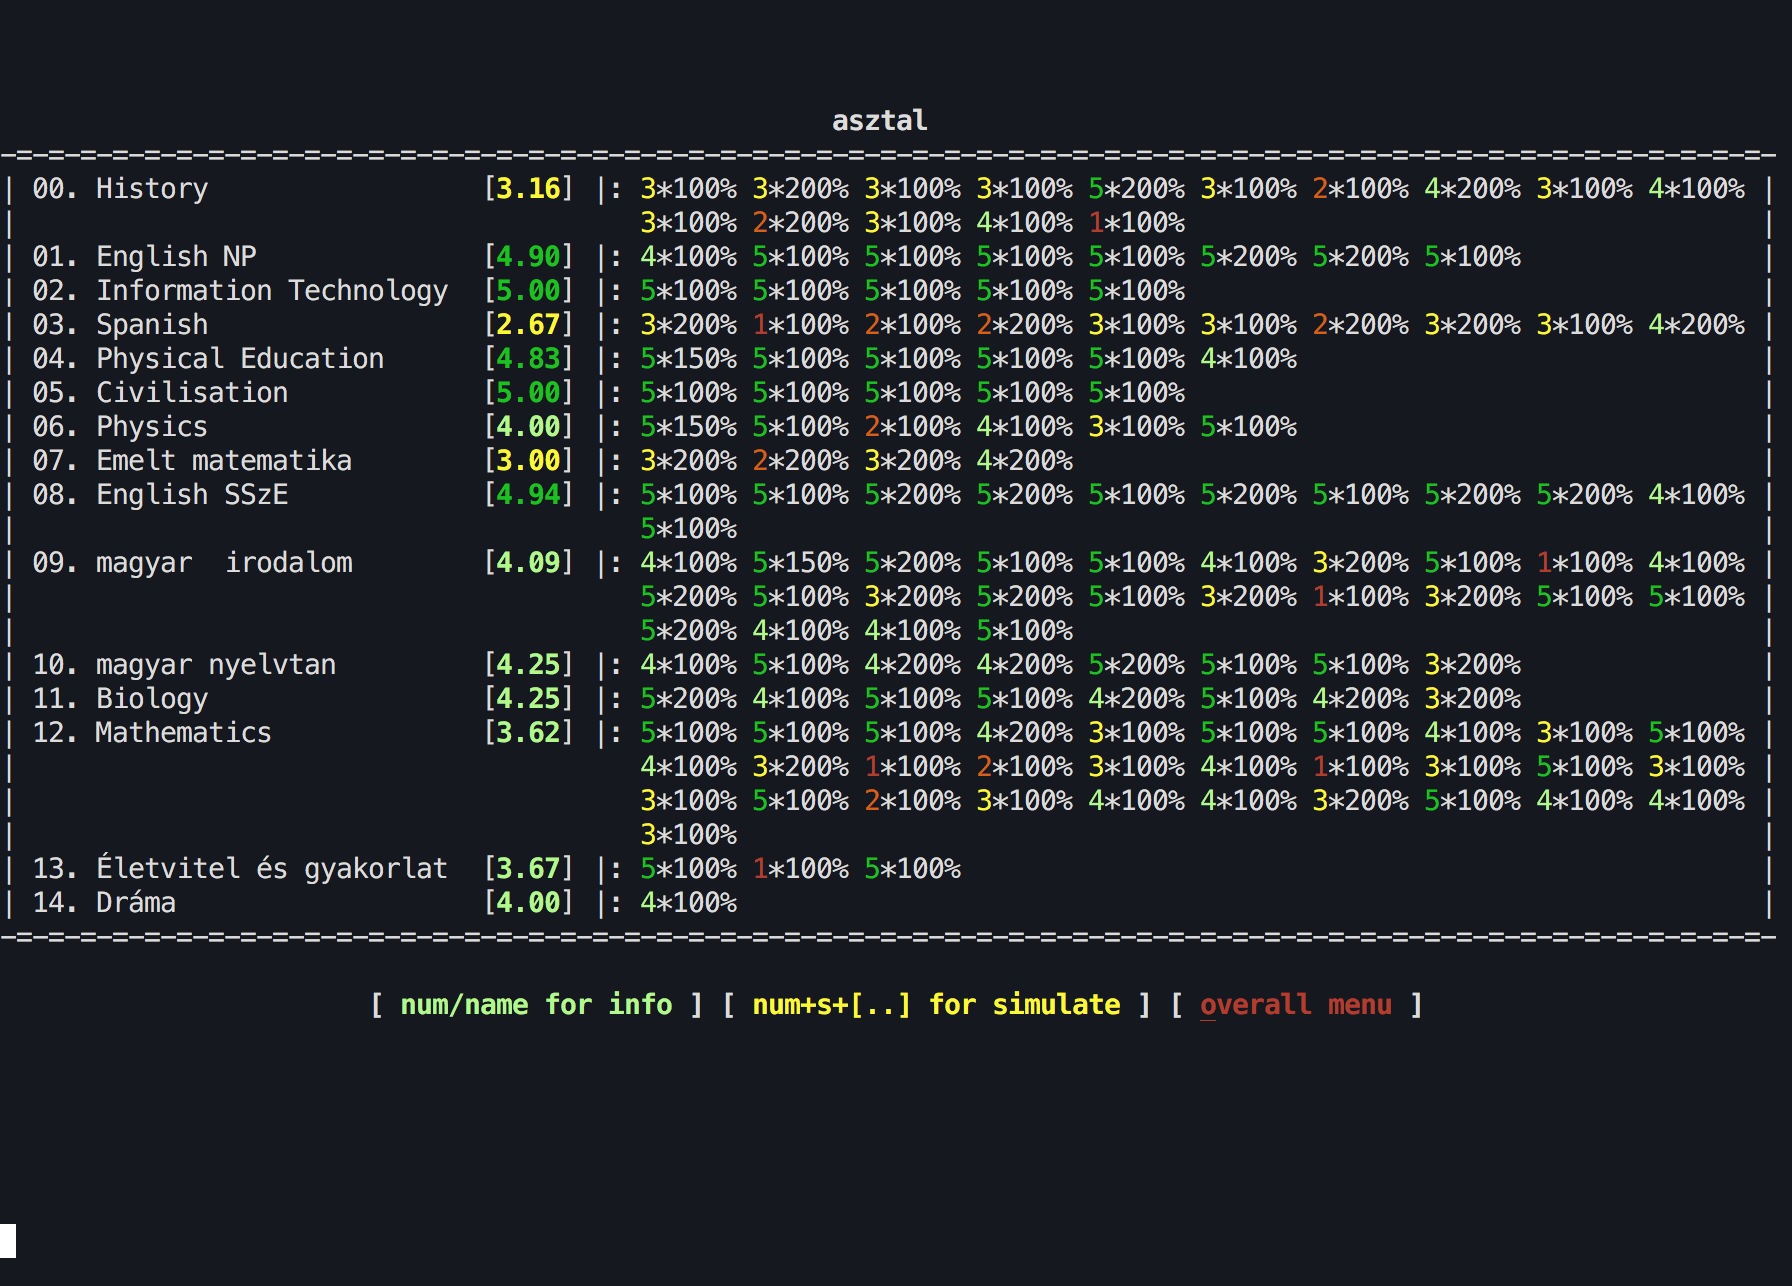 asztal
-=-=-=-=-=-=-=-=-=-=-=-=-=-=-=-=-=-=-=-=-=-=-=-=-=-=-=-=-=-=-=-=-=-=-=-=-=-=-=-=-=-=-=-=-=-=-=-=-=-=-=-=-=-=-=-
| 00. History [3.16] |: 3*100% 3*200% 3*100% 3*100% 5*200% 3*100% 2*100% 4*200% 3*100% 4*100% |
| 3*100% 2*200% 3*100% 4*100% 1*100% |
| 01. English NP [4.90] |: 4*100% 5*100% 5*100% 5*100% 5*100% 5*200% 5*200% 5*100% |
| 02. Information Technology [5.00] |: 5*100% 5*100% 5*100% 5*100% 5*100% |
| 03. Spanish [2.67] |: 3*200% 1*100% 2*100% 2*200% 3*100% 3*100% 2*200% 3*200% 3*100% 4*200% |
| 04. Physical Education [4.83] |: 5*150% 5*100% 5*100% 5*100% 5*100% 4*100% |
| 05. Civilisation [5.00] |: 5*100% 5*100% 5*100% 5*100% 5*100% |
| 06. Physics [4.00] |: 5*150% 5*100% 2*100% 4*100% 3*100% 5*100% |
| 07. Emelt matematika [3.00] |: 3*200% 2*200% 3*200% 4*200% |
| 08. English SSzE [4.94] |: 5*100% 5*100% 5*200% 5*200% 5*100% 5*200% 5*100% 5*200% 5*200% 4*100% |
| 5*100% |
| 09. magyar  irodalom [4.09] |: 4*100% 5*150% 5*200% 5*100% 5*100% 4*100% 3*200% 5*100% 1*100% 4*100% |
| 5*200% 5*100% 3*200% 5*200% 5*100% 3*200% 1*100% 3*200% 5*100% 5*100% |
| 5*200% 4*100% 4*100% 5*100% |
| 10. magyar nyelvtan [4.25] |: 4*100% 5*100% 4*200% 4*200% 5*200% 5*100% 5*100% 3*200% |
| 11. Biology [4.25] |: 5*200% 4*100% 5*100% 5*100% 4*200% 5*100% 4*200% 3*200% |
| 12. Mathematics [3.62] |: 5*100% 5*100% 5*100% 4*200% 3*100% 5*100% 5*100% 4*100% 3*100% 5*100% |
| 4*100% 3*200% 1*100% 2*100% 3*100% 4*100% 1*100% 3*100% 5*100% 3*100% |
| 3*100% 5*100% 2*100% 3*100% 4*100% 4*100% 3*200% 5*100% 4*100% 4*100% |
| 3*100% |
| 13. Életvitel és gyakorlat [3.67] |: 5*100% 1*100% 5*100% |
| 14. Dráma [4.00] |: 4*100% |
-=-=-=-=-=-=-=-=-=-=-=-=-=-=-=-=-=-=-=-=-=-=-=-=-=-=-=-=-=-=-=-=-=-=-=-=-=-=-=-=-=-=-=-=-=-=-=-=-=-=-=-=-=-=-=-
[ num/name for info ] [ num+s+[..] for simulate ] [ overall menu ]